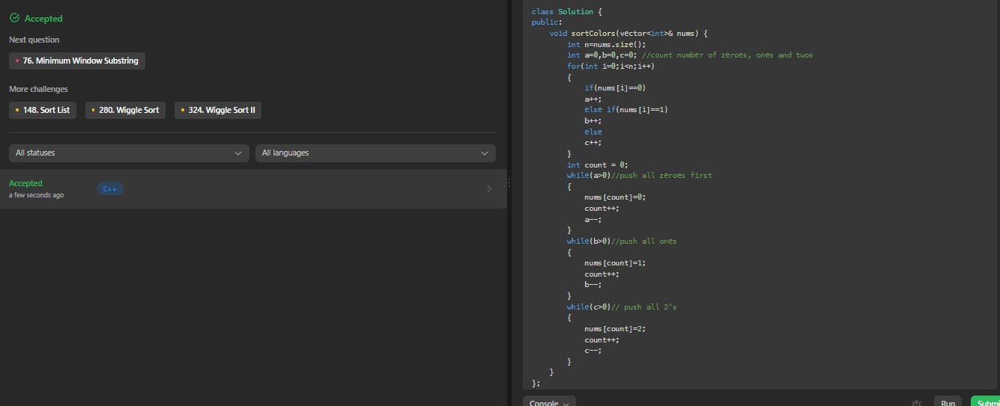 Accepted
Next question
76. Minimum Window Substring
More challenges
148. Sort List
280. Wiggle Sort
324. Wiggle Sort II
All statuses
All languages
Accepted
a few seconds ago
C++
class Solution {
public:
    void sortColors(vector<int>& nums) {
        int n=nums.size();
        int a=0,b=0,c=0; //count number of zeroes, ones and twos
        for(int i=0;i<n;i++)
        {
            if(nums[i]==0)
            a++;
            else if(nums[i]==1)
            b++;
            else
            c++;
        }
        int count = 0;
        while(a>0)//push all zeroes first
        {
            nums[count]=0;
            count++;
            a--;
        }
        while(b>0)//push all ones
        {
            nums[count]=1;
            count++;
            b--;
        }
        while(c>0)// push all 2's
        {
            nums[count]=2;
            count++;
            c--;
        }
    }
};
Console
Run
Submi